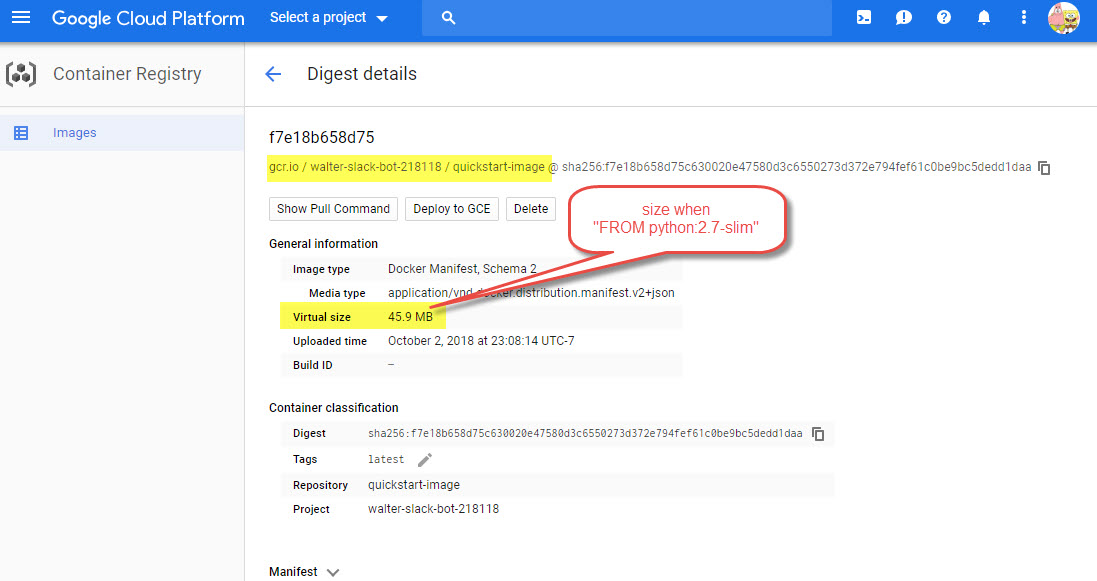 Google Cloud Platform
Select a project
Container Registry
Digest details
Images
f7e18b658d75
gcr.io / walter-slack-bot-218118 / quickstart-image @ sha256:f7e18b658d75c630020e47580d3c6550273d372e794fef61c0be9bc5dedd1daa
Show Pull Command
Deploy to GCE
Delete
size when
"FROM python:2.7-slim"
General information
Image type Docker Manifest, Schema 2
Media type application/vnd.docker.distribution.manifest.v2+json
Virtual size 45.9 MB
Uploaded time October 2, 2018 at 23:08:14 UTC-7
Build ID –
Container classification
Digest sha256:f7e18b658d75c630020e47580d3c6550273d372e794fef61c0be9bc5dedd1daa
Tags latest
Repository quickstart-image
Project walter-slack-bot-218118
Manifest